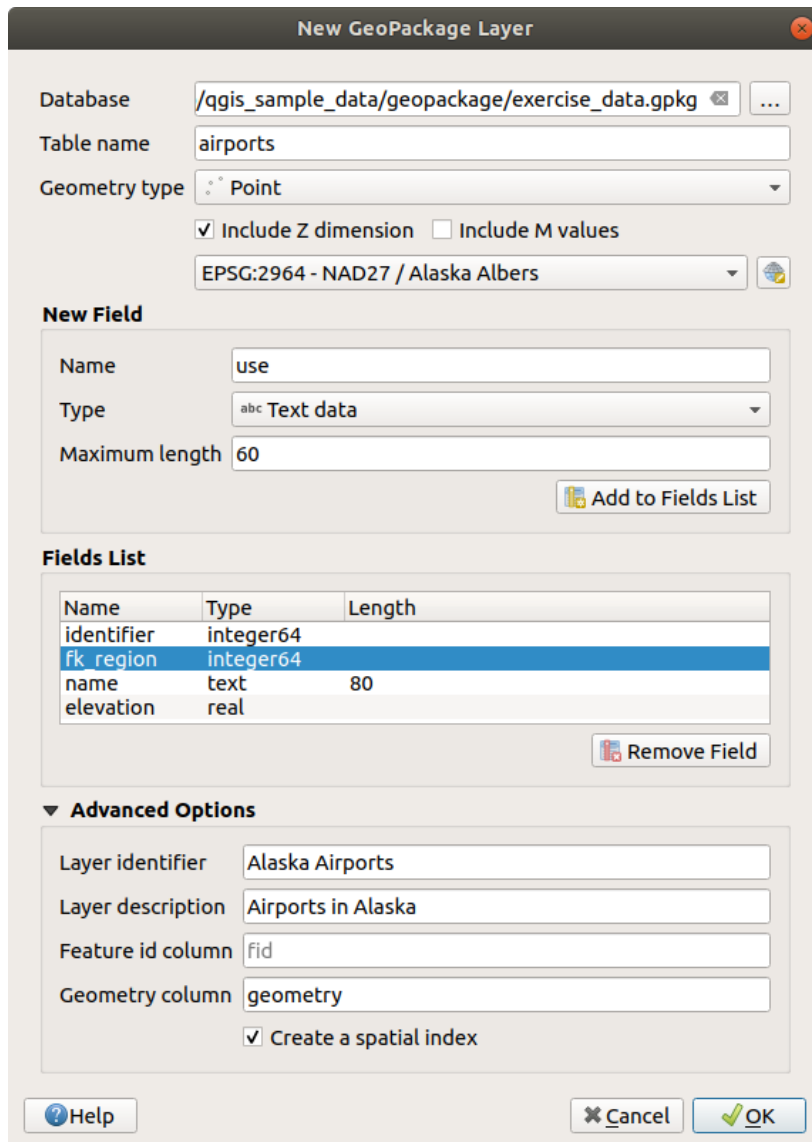 New GeoPackage Layer
Database /qgis_sample_data/geopackage/exercise_data.gpkg ...
Table name airports
Geometry type Point
Include Z dimension Include M values
EPSG:2964 - NAD27 / Alaska Albers
New Field
Name use
Type abc Text data
Maximum length 60
Add to Fields List
Fields List
Name Type Length
identifier integer64
fk_region integer64
name text 80
elevation real
Remove Field
Advanced Options
Layer identifier Alaska Airports
Layer description Airports in Alaska
Feature id column fid
Geometry column geometry
Create a spatial index
Help Cancel OK